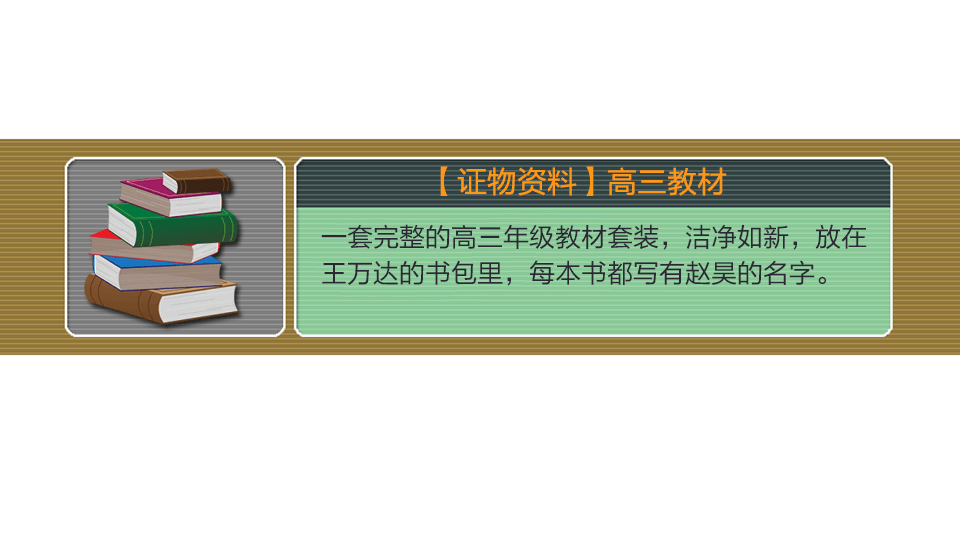 【证物资料】高三教材
一套完整的高三年级教材套装，洁净如新，放在
王万达的书包里，每本书都写有赵昊的名字。